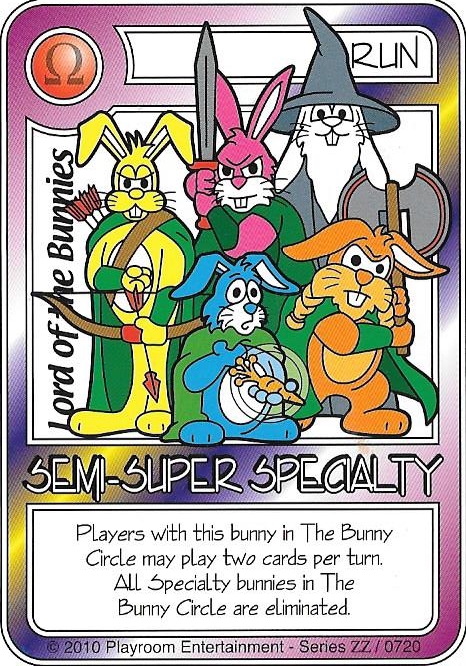 Ω
RUN
Lord of the Bunnies
SEMI-SUPER SPECIALTY
Players with this bunny in The Bunny
Circle may play two cards per turn.
All Specialty bunnies in The
Bunny Circle are eliminated.
© 2010 Playroom Entertainment - Series ZZ / 0720